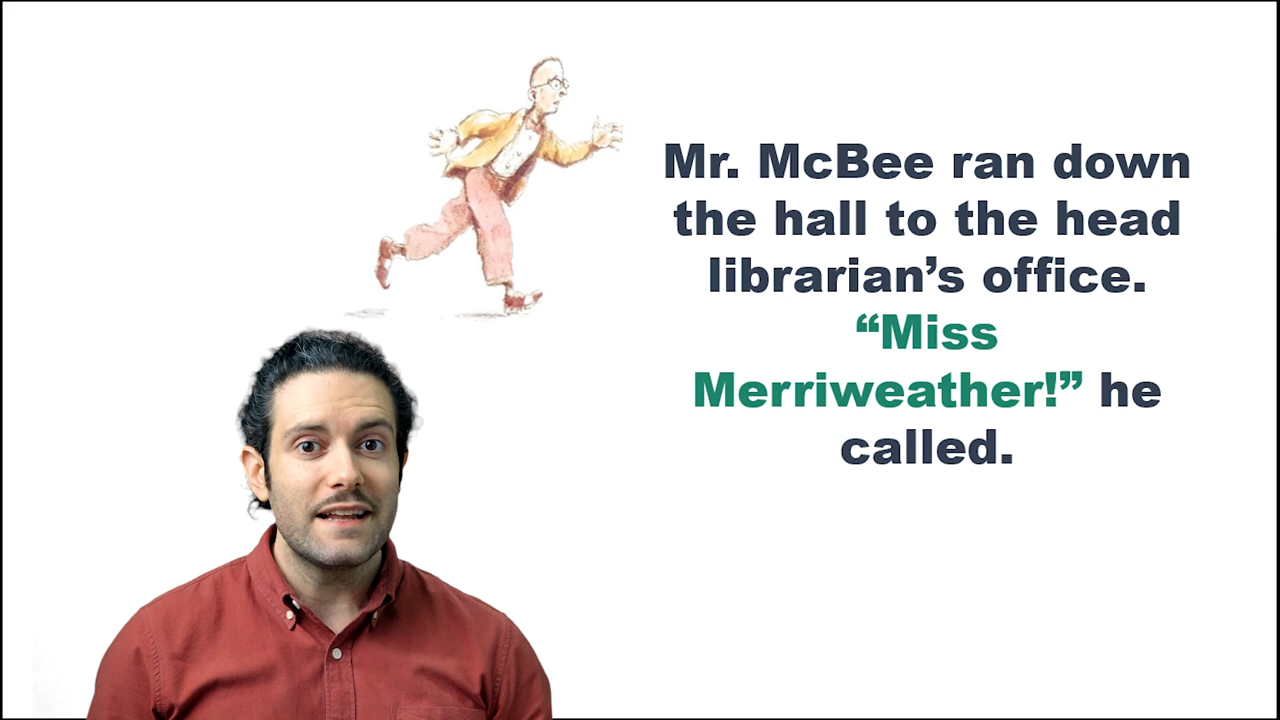 Mr. McBee ran down
the hall to the head
librarian’s office.
“Miss
Merriweather!” he
called.